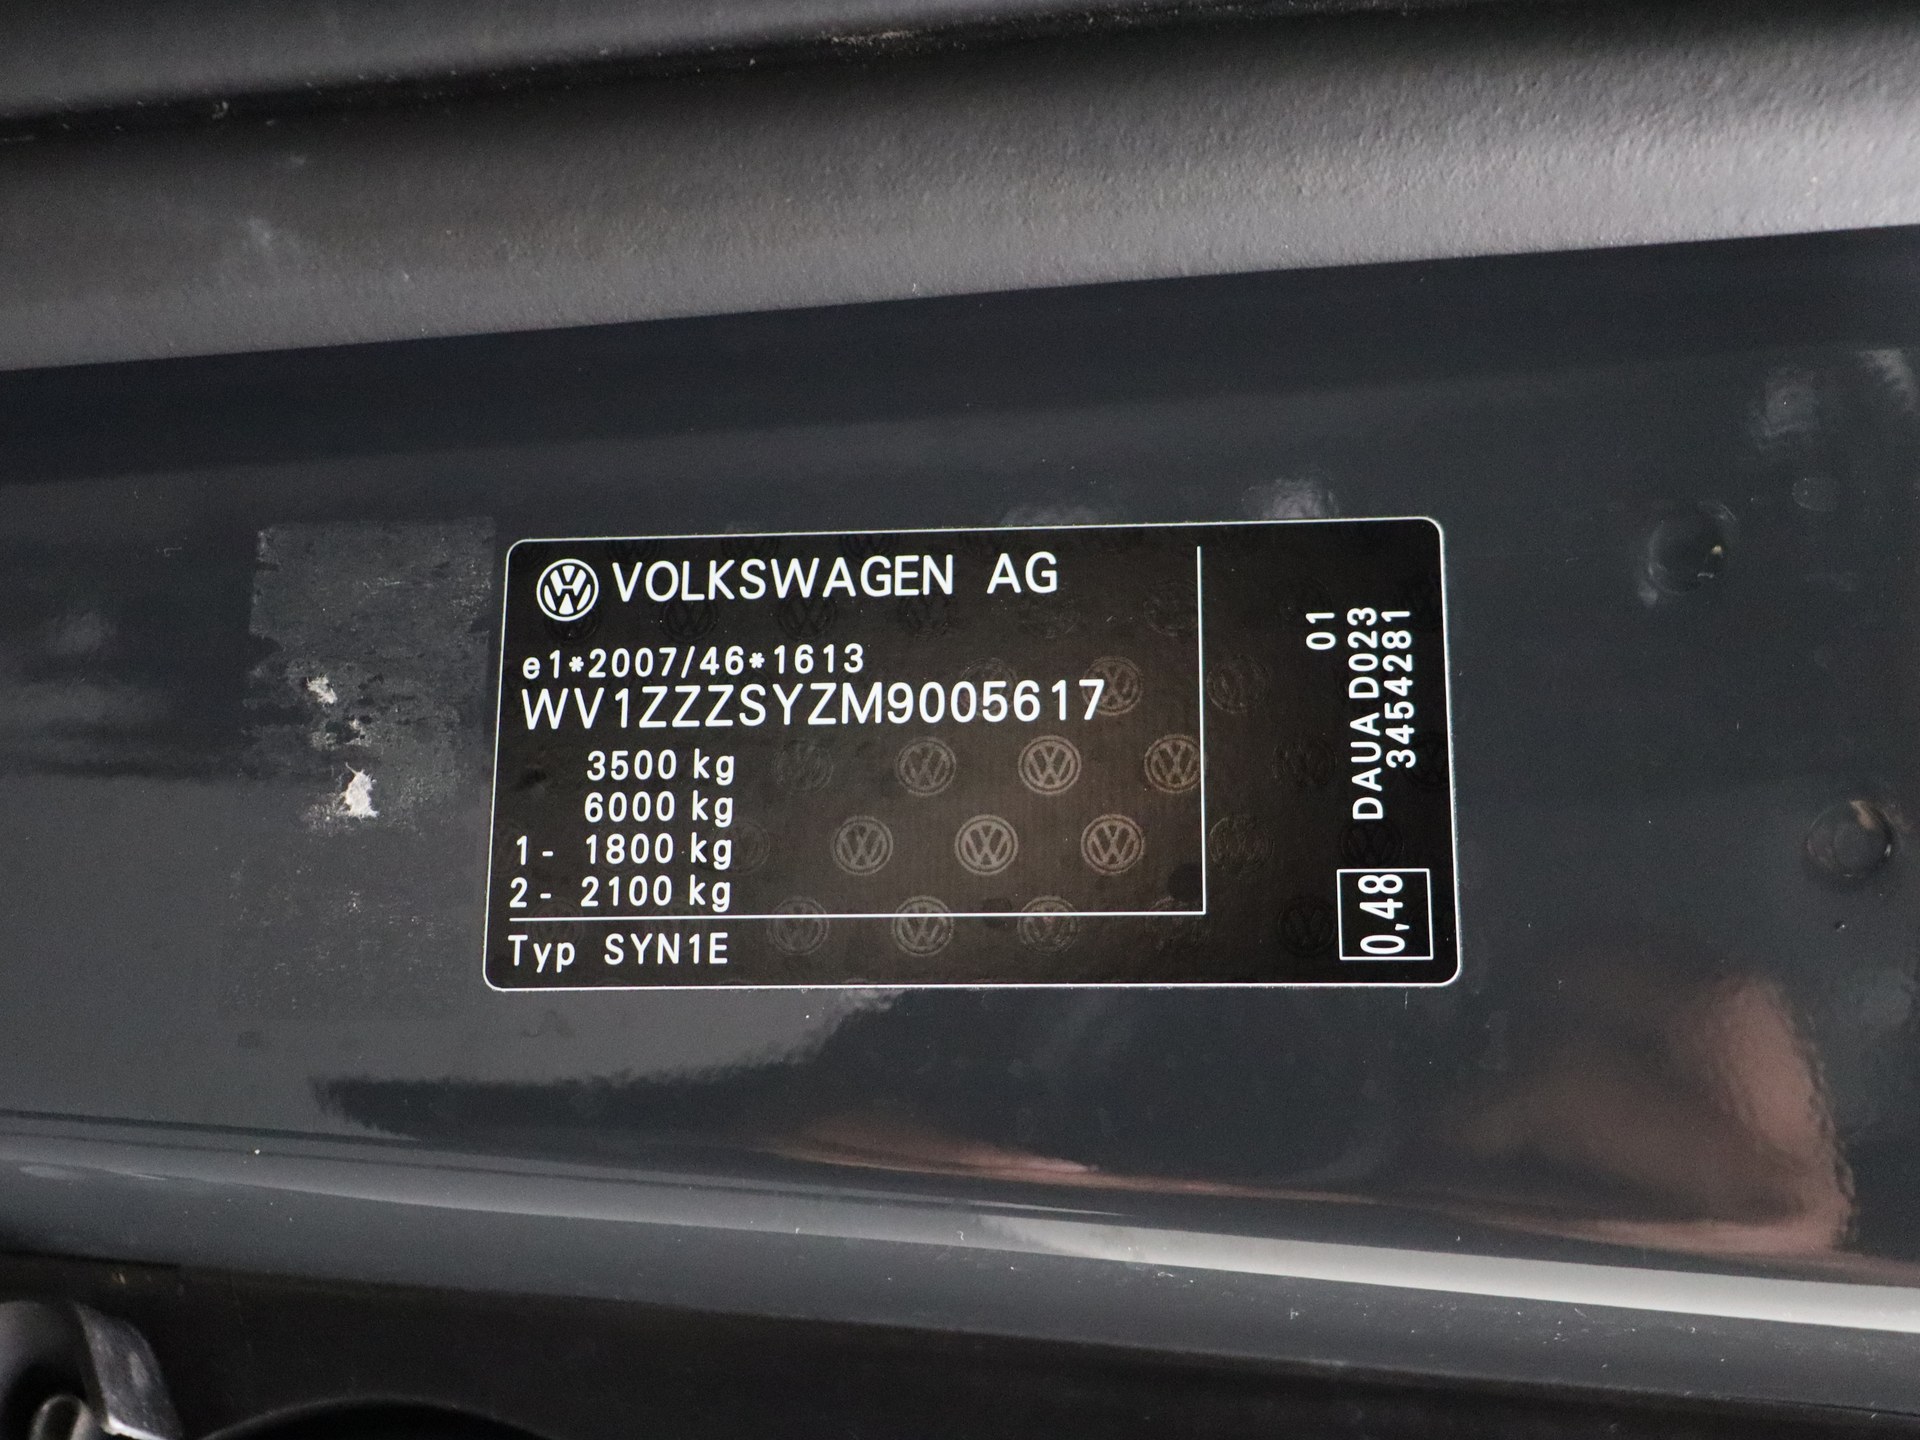 VOLKSWAGEN AG
e1*2007/46*1613
WV1ZZZSYZM9005617
3500 kg
6000 kg
1- 1800 kg
2- 2100 kg
Typ SYN1E
01
DAUA D023
3454281
0,48